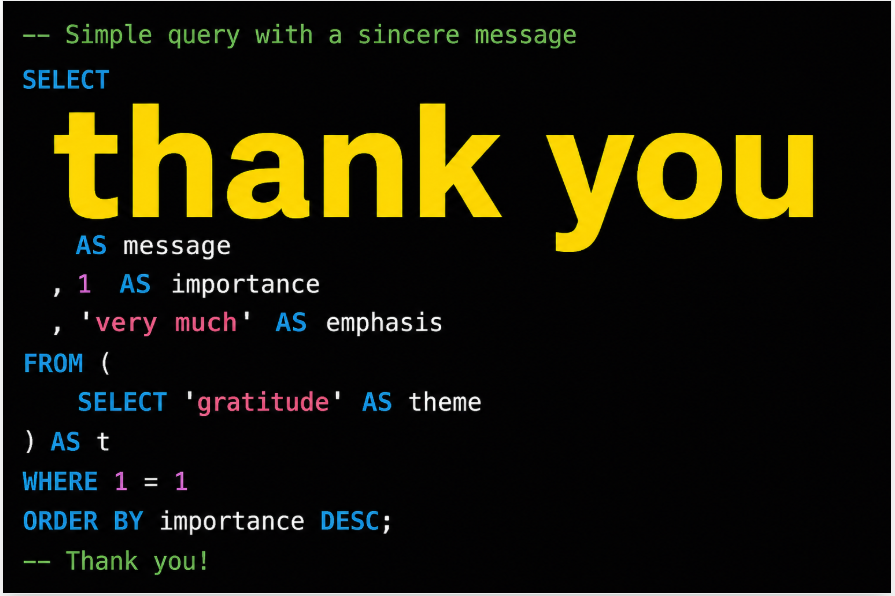 -- Simple query with a sincere message
SELECT
thank you
AS message
, 1 AS importance
, 'very much' AS emphasis
FROM (
SELECT 'gratitude' AS theme
) AS t
WHERE 1 = 1
ORDER BY importance DESC;
-- Thank you!